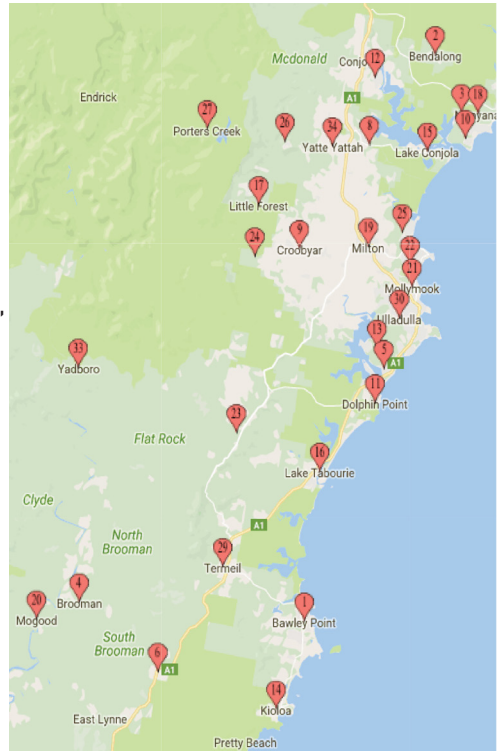 2
Bendalong
Mcdonald
12
Conjo
Endrick
A1
27
Porters Creek
3
18
yana
10
26
34
Yatte Yattah
8
15
Lake Conjola
17
Little Forest
25
24
9
Croobyar
19
Milton
22
21
Mollymook
30
Ulladulla
13
33
Yadboro
5
A1
11
Dolphin Point
23
Flat Rock
16
Lake Tabourie
Clyde
A1
North
Brooman
29
Termeil
4
Brooman
20
Mogood
1
Bawley Point
South
Brooman
6
A1
14
Kioloa
East Lynne
Pretty Beach